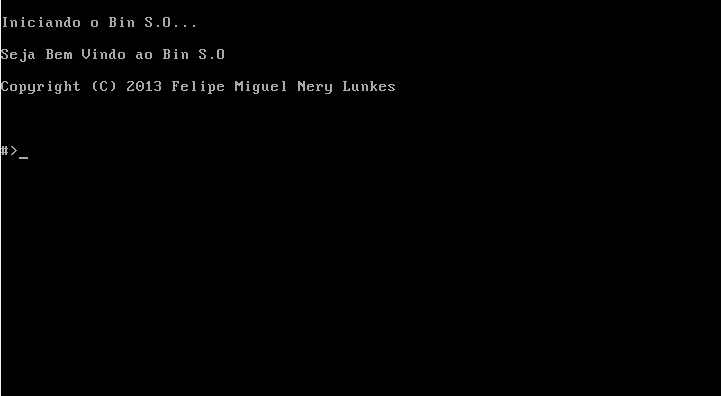 Iniciando o Bin S.O...
Seja Bem Vindo ao Bin S.O
Copyright (C) 2013 Felipe Miguel Nery Lunkes
#>_